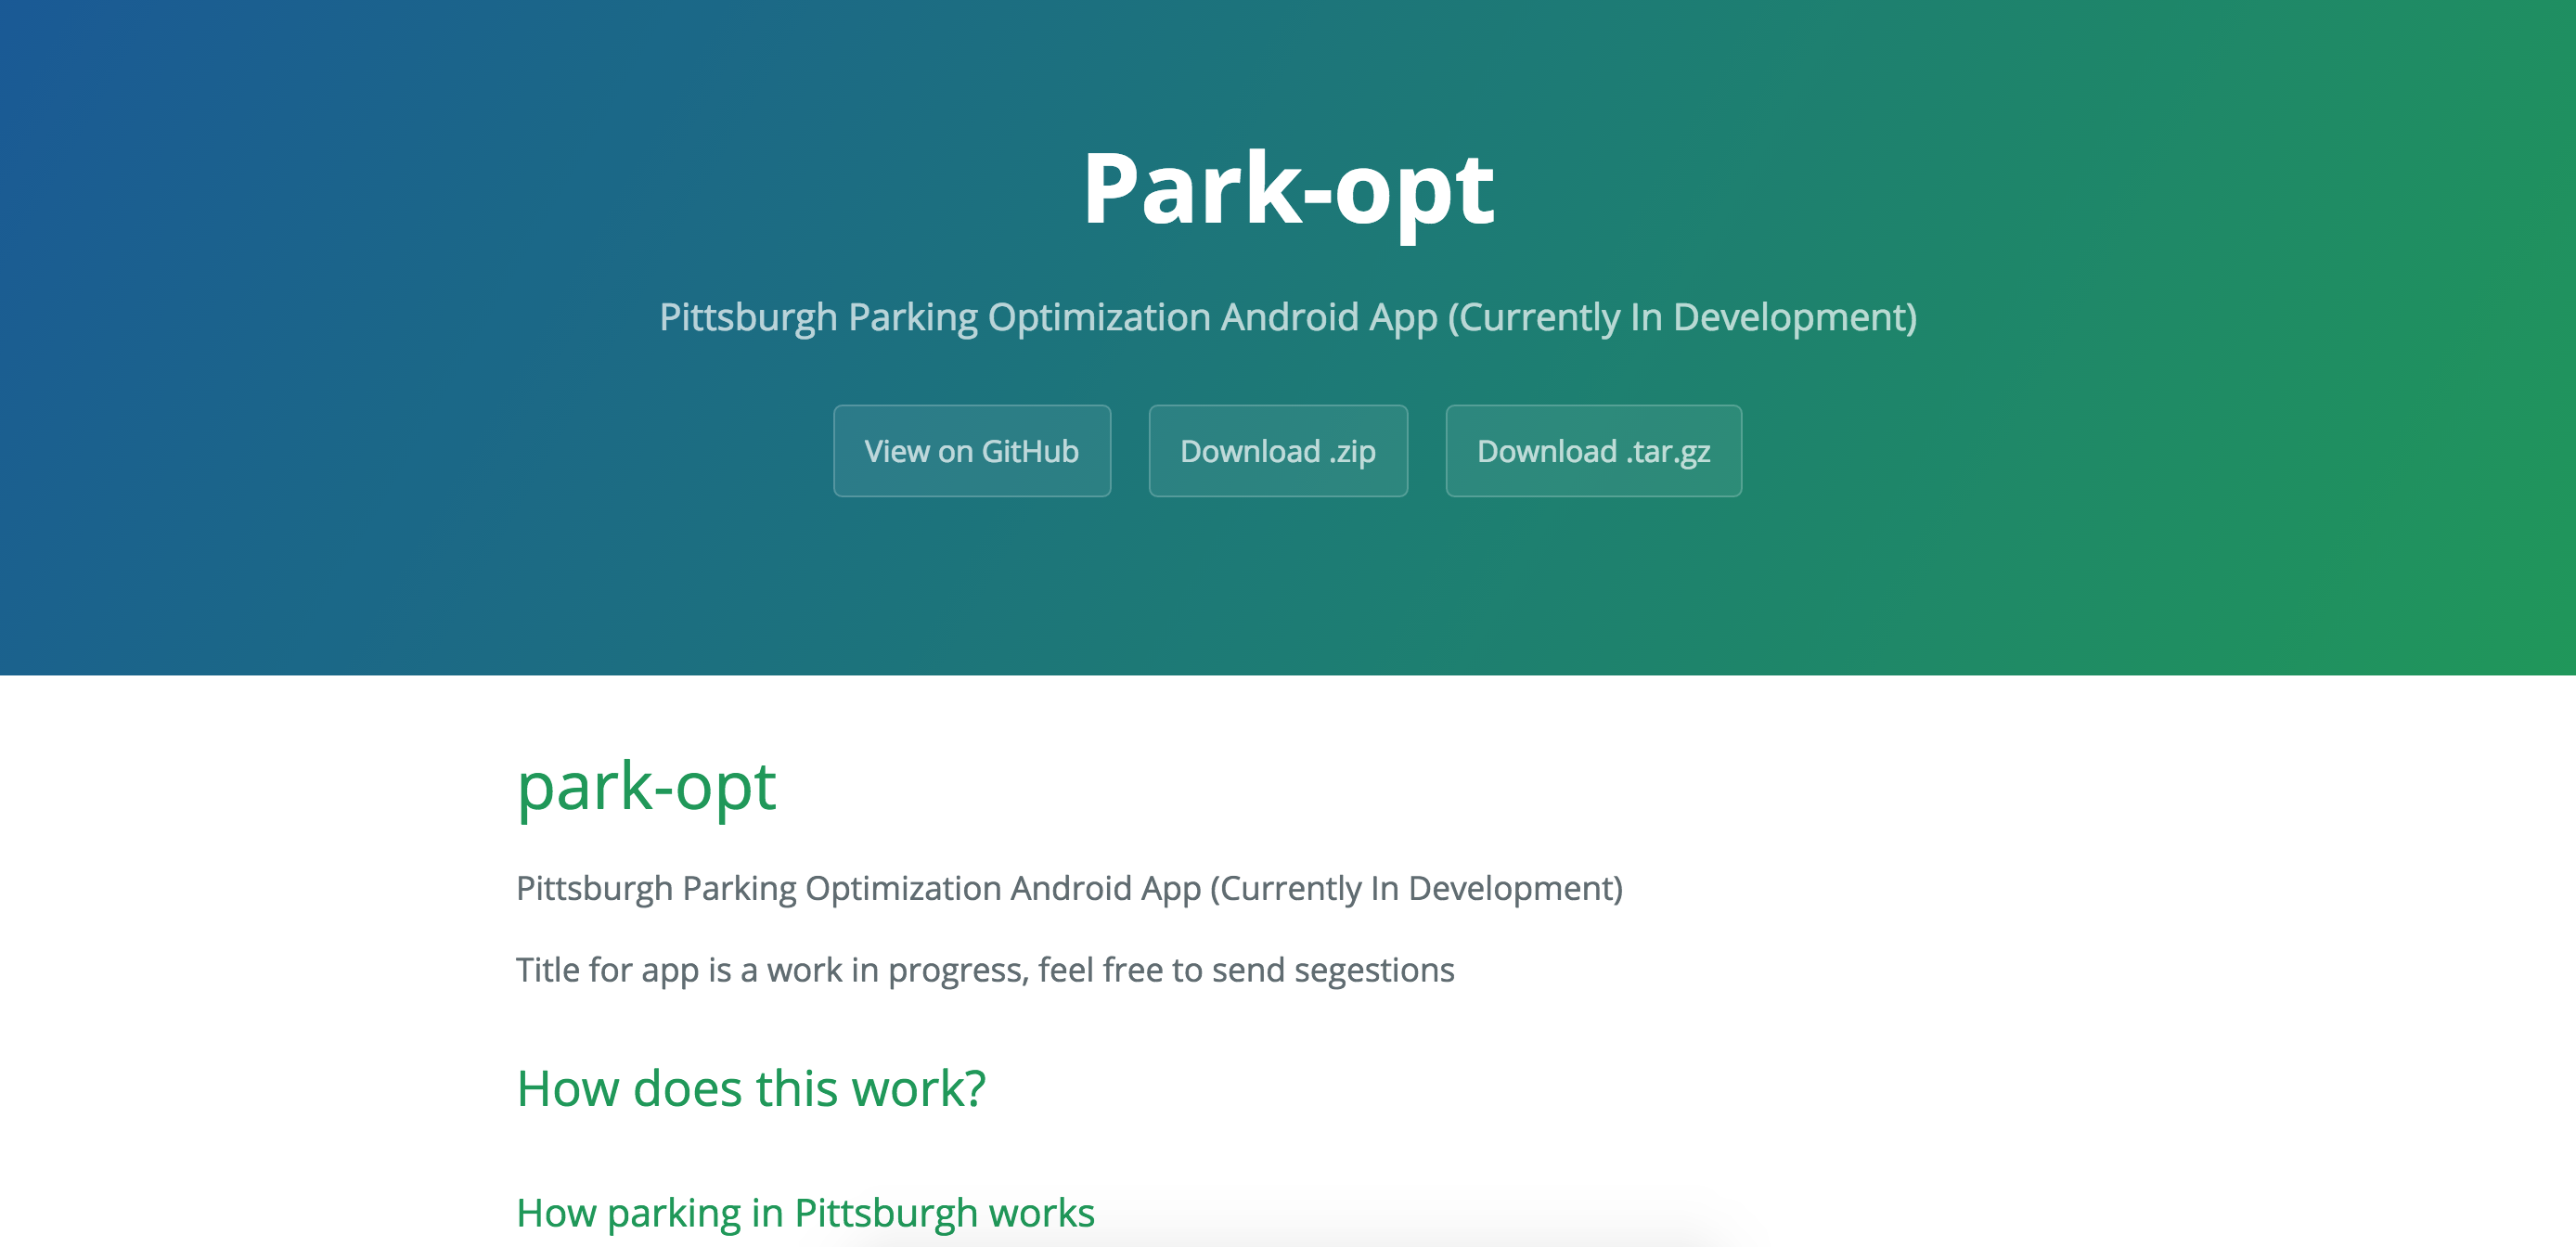 Park-opt
Pittsburgh Parking Optimization Android App (Currently In Development)
View on GitHub
Download .zip
Download .tar.gz
park-opt
Pittsburgh Parking Optimization Android App (Currently In Development)
Title for app is a work in progress, feel free to send segestions
How does this work?
How parking in Pittsburgh works